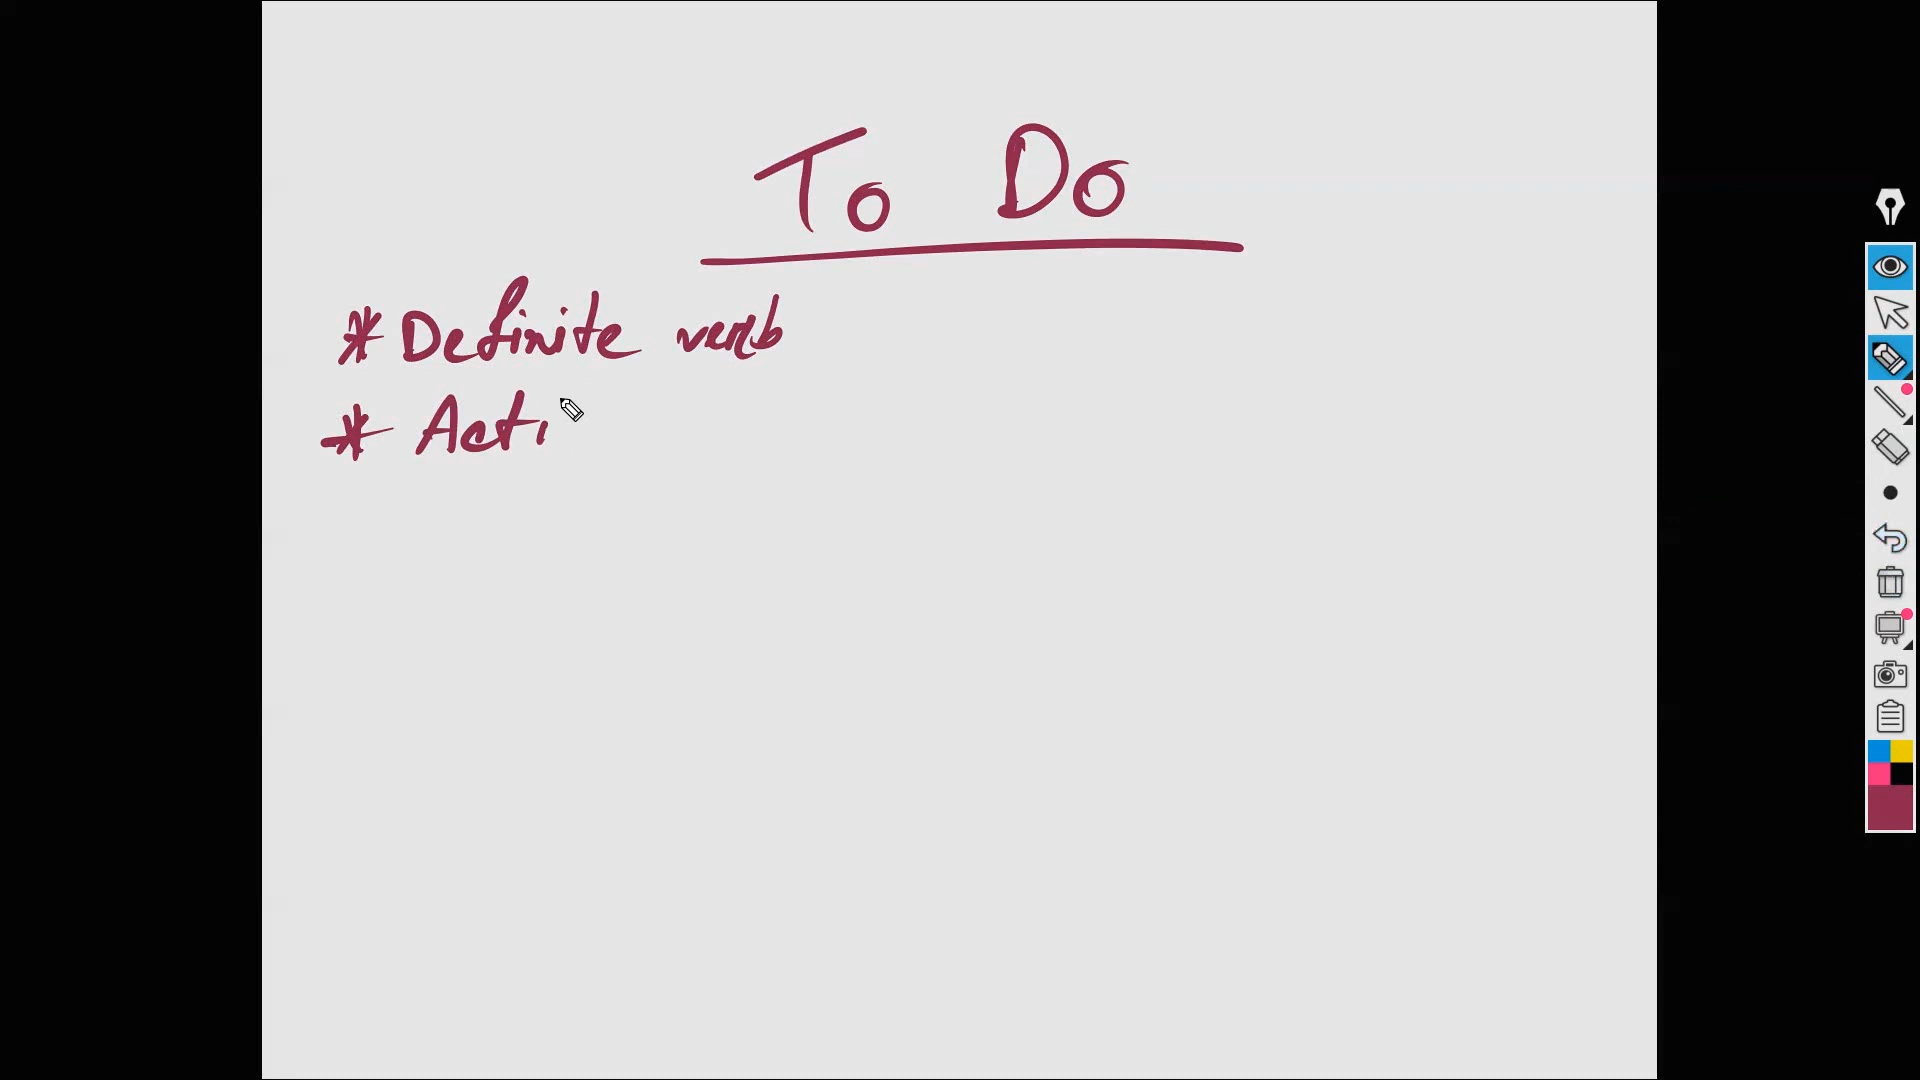 To Do
* Definite verb
* Acti